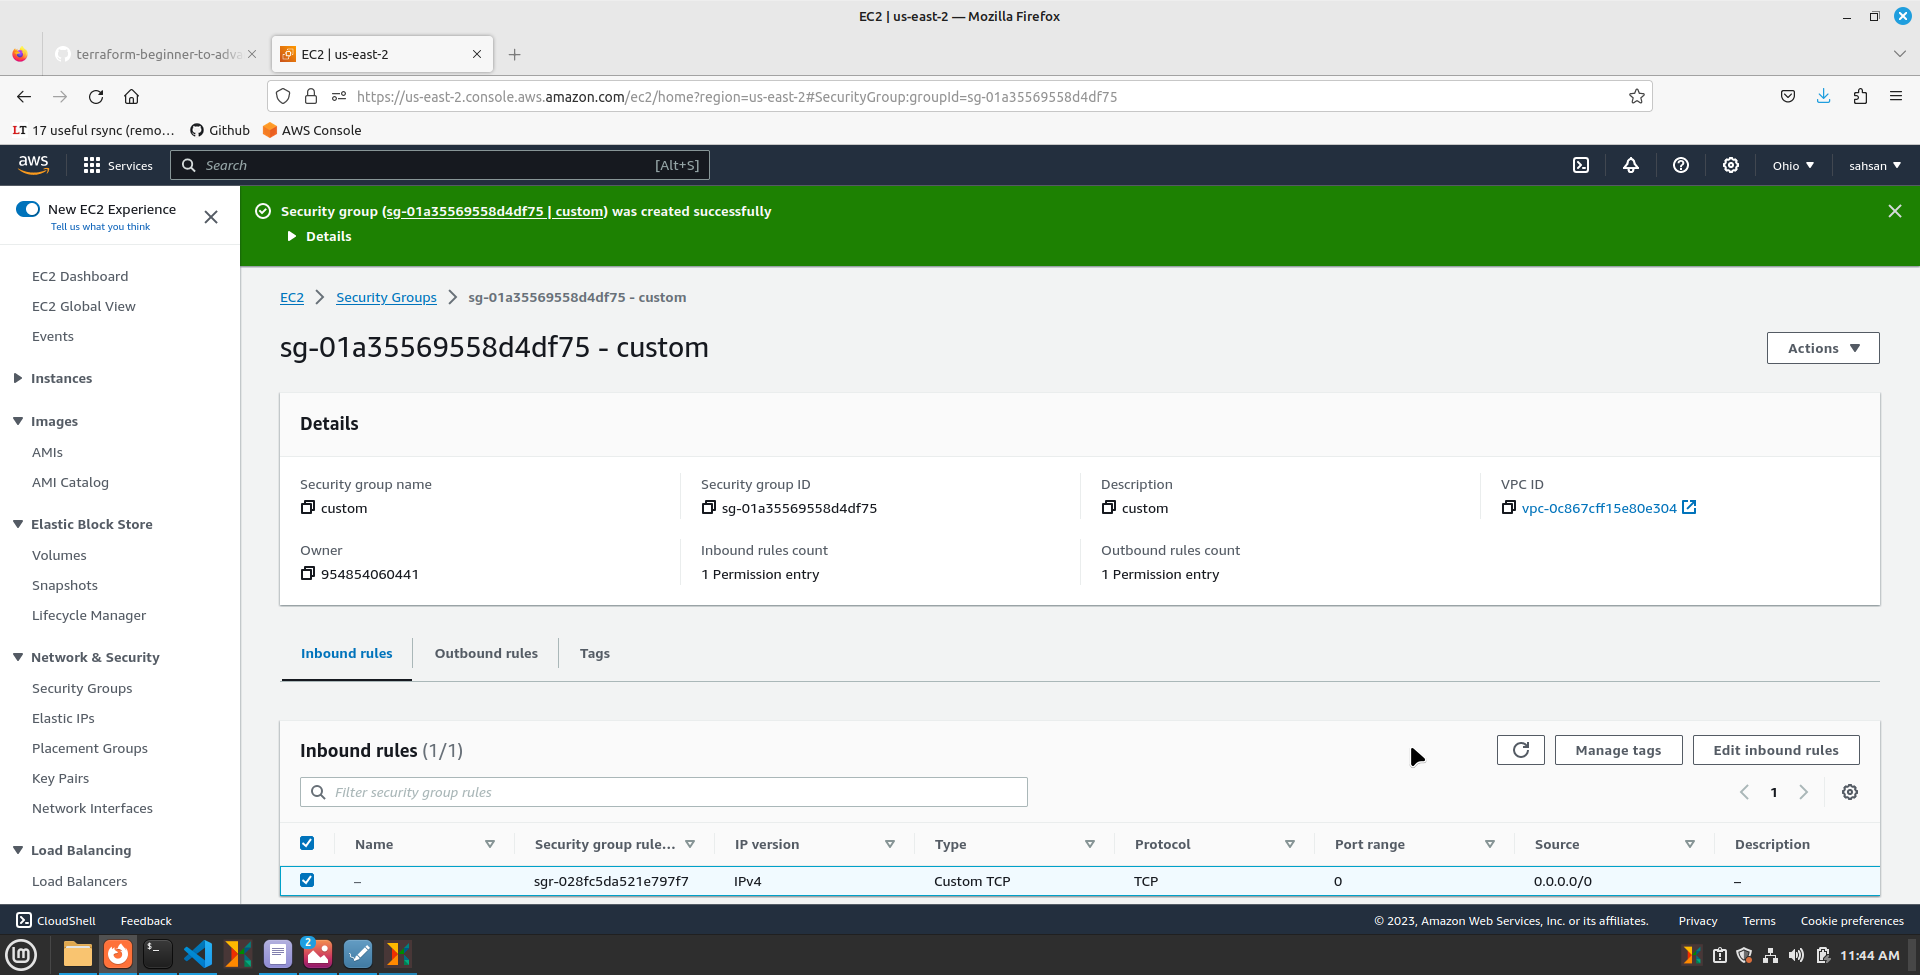 EC2 | us-east-2 — Mozilla Firefox
terraform-beginner-to-adva
EC2 | us-east-2
https://us-east-2.console.aws.amazon.com/ec2/home?region=us-east-2#SecurityGroup:groupId=sg-01a35569558d4df75
LT 17 useful rsync (remo… Github AWS Console
aws Services Search [Alt+S] Ohio sahsan
New EC2 Experience
Tell us what you think
Security group (sg-01a35569558d4df75 | custom) was created successfully
Details
EC2 Dashboard
EC2 Global View
Events
Instances
Images
AMIs
AMI Catalog
Elastic Block Store
Volumes
Snapshots
Lifecycle Manager
Network & Security
Security Groups
Elastic IPs
Placement Groups
Key Pairs
Network Interfaces
Load Balancing
Load Balancers
EC2 Security Groups sg-01a35569558d4df75 - custom
sg-01a35569558d4df75 - custom
Actions
Details
Security group name
custom
Security group ID
sg-01a35569558d4df75
Description
custom
VPC ID
vpc-0c867cff15e80e304
Owner
954854060441
Inbound rules count
1 Permission entry
Outbound rules count
1 Permission entry
Inbound rules Outbound rules Tags
Inbound rules (1/1)
Manage tags Edit inbound rules
Filter security group rules
1
Name Security group rule... IP version Type Protocol Port range Source Description
– sgr-028fc5da521e797f7 IPv4 Custom TCP TCP 0 0.0.0.0/0 –
CloudShell Feedback © 2023, Amazon Web Services, Inc. or its affiliates. Privacy Terms Cookie preferences
2
11:44 AM